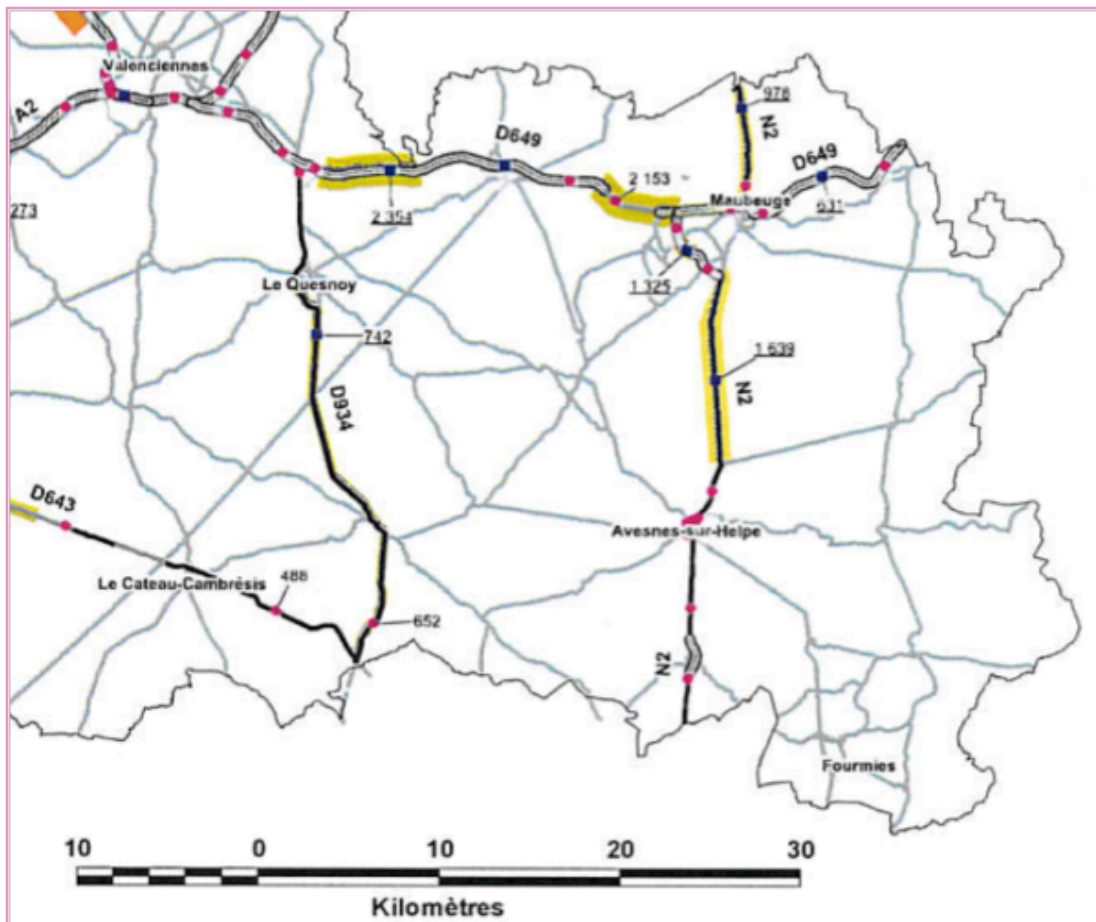 Valenciennes
A2
978
N2
D649
D649
2 153
Maubeuge
631
273
2 354
1 325
Le Quesnoy
742
1 639
N2
D934
D643
Avesnes-sur-Helpe
Le Cateau-Cambrésis
488
652
N2
Fourmies
10 0 10 20 30
Kilomètres